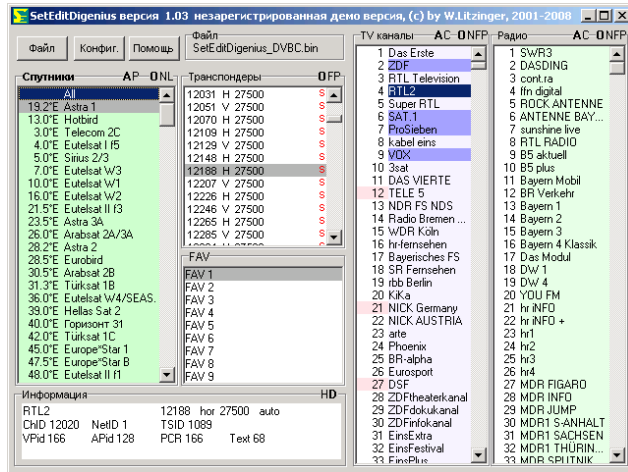 SetEditDigenius версия 1.03 незарегистрированная демо версия, (c) by W.Litzinger, 2001-2008
Файл
Конфиг.
Помощь
Файл
SetEditDigenius_DVBC.bin
Спутники AP ONL
All
19.2°E Astra 1
13.0°E Hotbird
3.0°E Telecom 2C
4.0°E Eutelsat I f5
5.0°E Sirius 2/3
7.0°E Eutelsat W3
10.0°E Eutelsat W1
16.0°E Eutelsat W2
21.5°E Eutelsat II f3
23.5°E Astra 3A
26.0°E Arabsat 2A/3A
28.2°E Astra 2
28.5°E Eurobird
30.5°E Arabsat 2B
31.3°E Türksat 1B
36.0°E Eutelsat W4/SEAS.
39.0°E Hellas Sat 2
40.0°E Горизонт 31
42.0°E Türksat 1C
45.0°E Europe*Star 1
47.5°E Europe*Star B
48.0°E Eutelsat II f1
Транспондеры OFP
12031 H 27500 S
12051 V 27500 S
12070 H 27500 S
12109 H 27500 S
12129 V 27500 S
12148 H 27500 S
12188 H 27500 S
12207 V 27500 S
12226 H 27500 S
12246 V 27500 S
12265 H 27500 S
12285 V 27500 S
FAV
FAV 1
FAV 2
FAV 3
FAV 4
FAV 5
FAV 6
FAV 7
FAV 8
FAV 9
TV каналы AC ONFP
1 Das Erste
2 ZDF
3 RTL Television
4 RTL2
5 Super RTL
6 SAT.1
7 ProSieben
8 kabel eins
9 VOX
10 3sat
11 DAS VIERTE
12 TELE 5
13 NDR FS NDS
14 Radio Bremen ...
15 WDR Köln
16 hr-fernsehen
17 Bayerisches FS
18 SR Fernsehen
19 rbb Berlin
20 KiKa
21 NICK Germany
22 NICK AUSTRIA
23 arte
24 Phoenix
25 BR-alpha
26 Eurosport
27 DSF
28 ZDFtheaterkanal
29 ZDFdokukanal
30 ZDFinfokanal
31 EinsExtra
32 EinsFestival
33 EinsPlus
Радио AC ONFP
1 SWR3
2 DASDING
3 cont.ra
4 ffn digital
5 ROCK ANTENNE
6 ANTENNE BAY...
7 sunshine live
8 RTL RADIO
9 B5 aktuell
10 B5 plus
11 Bayern Mobil
12 BR Verkehr
13 Bayern 1
14 Bayern 2
15 Bayern 3
16 Bayern 4 Klassik
17 Das Modul
18 DW 1
19 DW 4
20 YOU FM
21 hr iNFO
22 hr iNFO +
23 hr1
24 hr2
25 hr3
26 hr4
27 MDR FIGARO
28 MDR INFO
29 MDR JUMP
30 MDR1 S-ANHALT
31 MDR1 SACHSEN
32 MDR1 THÜRIN...
33 MDR SPUTNIK
Информация HD
RTL2 12188 hor 27500 auto
ChID 12020 NetID 1 TSID 1089
VPid 166 APid 128 PCR 166 Text 68